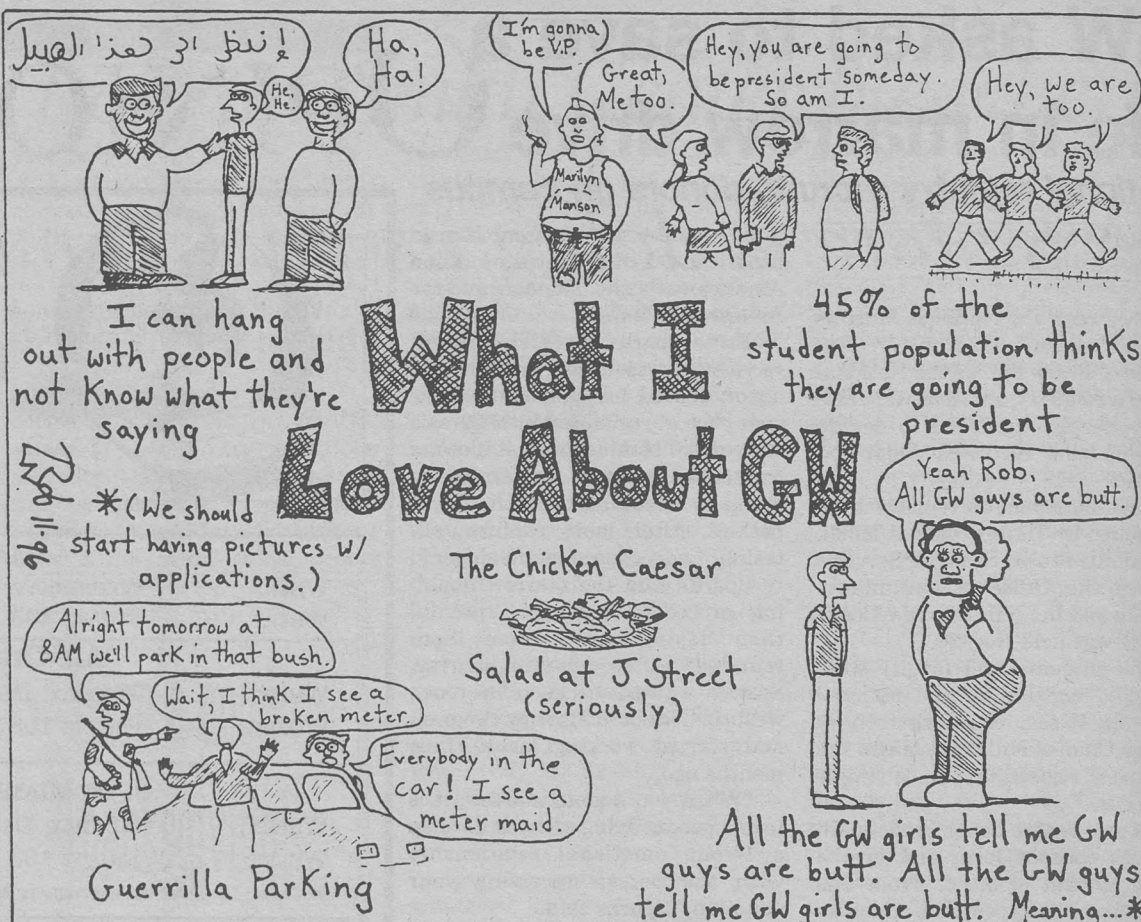 هذا الهبيل
He,
He.
Ha,
Ha!
I can hang
out with people and
not know what they're
saying
I'm gonna
be V.P.
Great,
Me too.
Hey, you are going to
be president someday.
So am I.
Hey, we are
too.
Marilyn
Manson
45% of the
student population thinks
they are going to be
president
What I
Love About GW
*(We should
start having pictures w/
applications.)
The Chicken Caesar
Salad at J Street
(seriously)
Yeah Rob,
All GW guys are butt.
All the GW girls tell me GW
guys are butt. All the GW guys
tell me GW girls are butt. Meaning...*
Alright tomorrow at
8AM we'll park in that bush.
Wait, I think I see a
broken meter.
Everybody in the
car! I see a
meter maid.
Guerrilla Parking